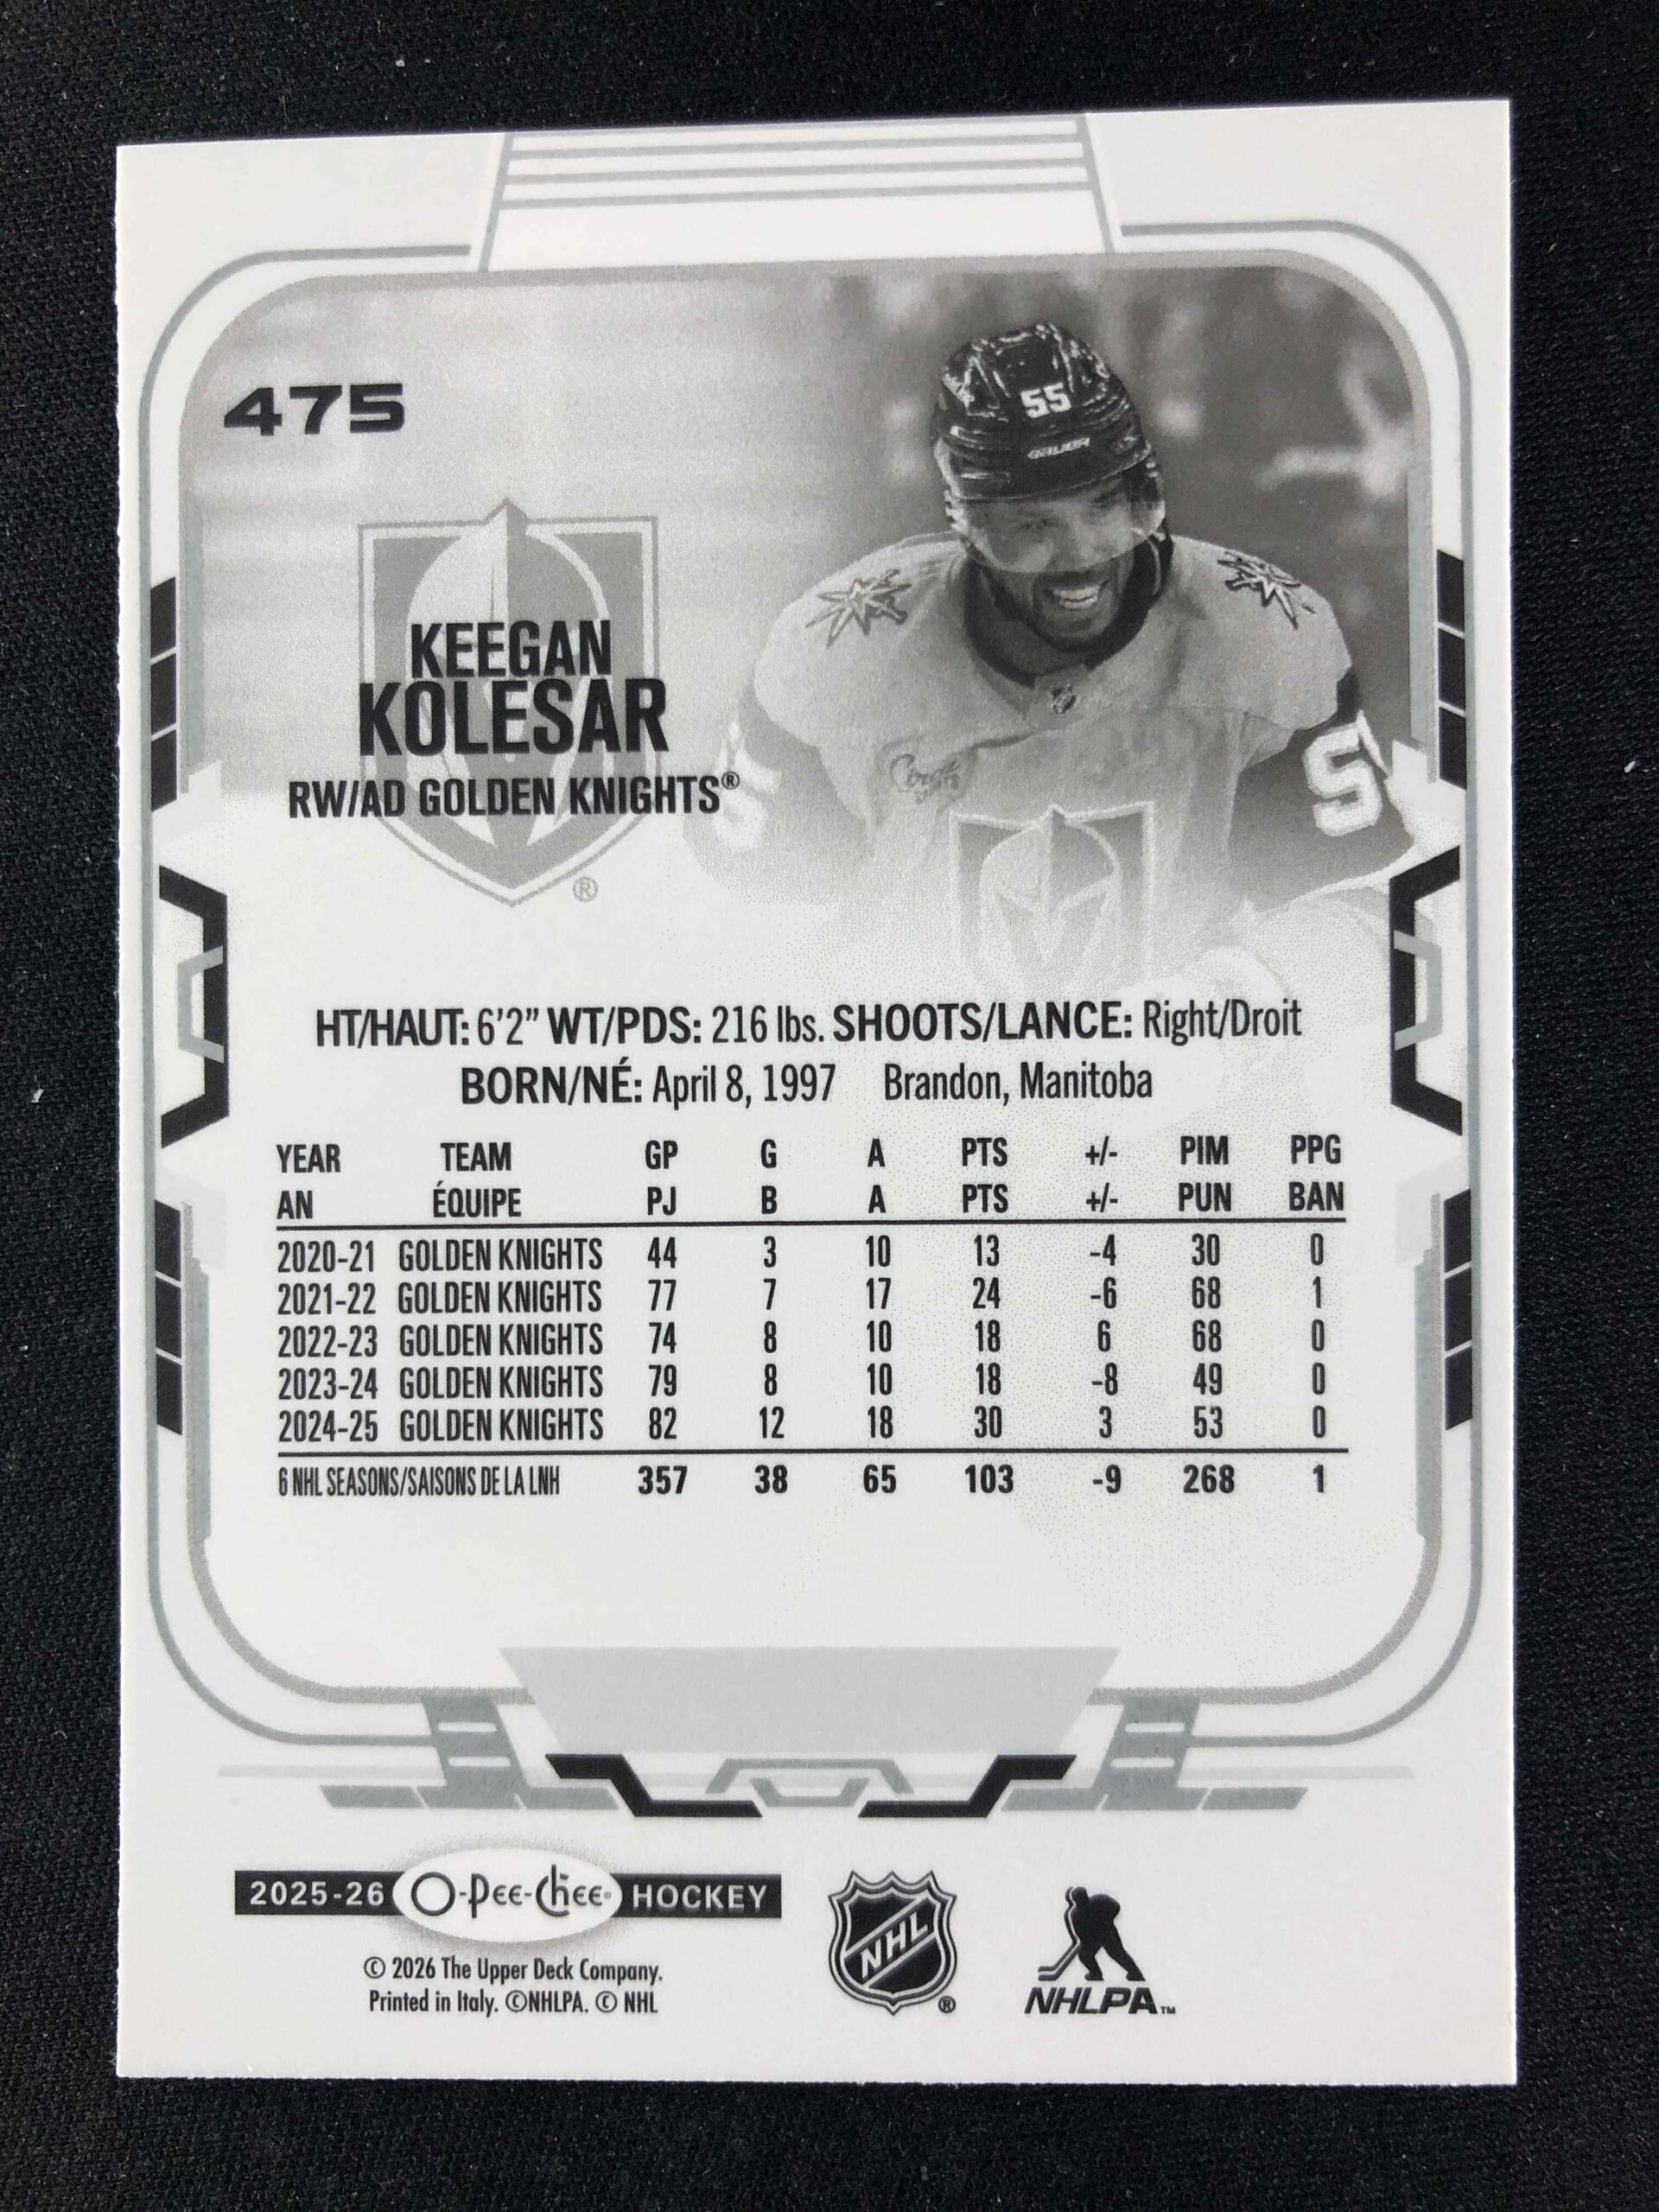 475
55
BAUER
KEEGAN
KOLESAR
RW/AD GOLDEN KNIGHTS®
®
HT/HAUT: 6'2" WT/PDS: 216 lbs. SHOOTS/LANCE: Right/Droit
BORN/NÉ: April 8, 1997 Brandon, Manitoba
YEAR TEAM GP G A PTS +/- PIM PPG
AN ÉQUIPE PJ B A PTS +/- PUN BAN
2020-21 GOLDEN KNIGHTS 44 3 10 13 -4 30 0
2021-22 GOLDEN KNIGHTS 77 7 17 24 -6 68 1
2022-23 GOLDEN KNIGHTS 74 8 10 18 6 68 0
2023-24 GOLDEN KNIGHTS 79 8 10 18 -8 49 0
2024-25 GOLDEN KNIGHTS 82 12 18 30 3 53 0
6 NHL SEASONS/SAISONS DE LA LNH 357 38 65 103 -9 268 1
2025-26 O-Pee-Chee HOCKEY
© 2026 The Upper Deck Company.
Printed in Italy. ©NHLPA. © NHL
NHL ®
NHLPA™